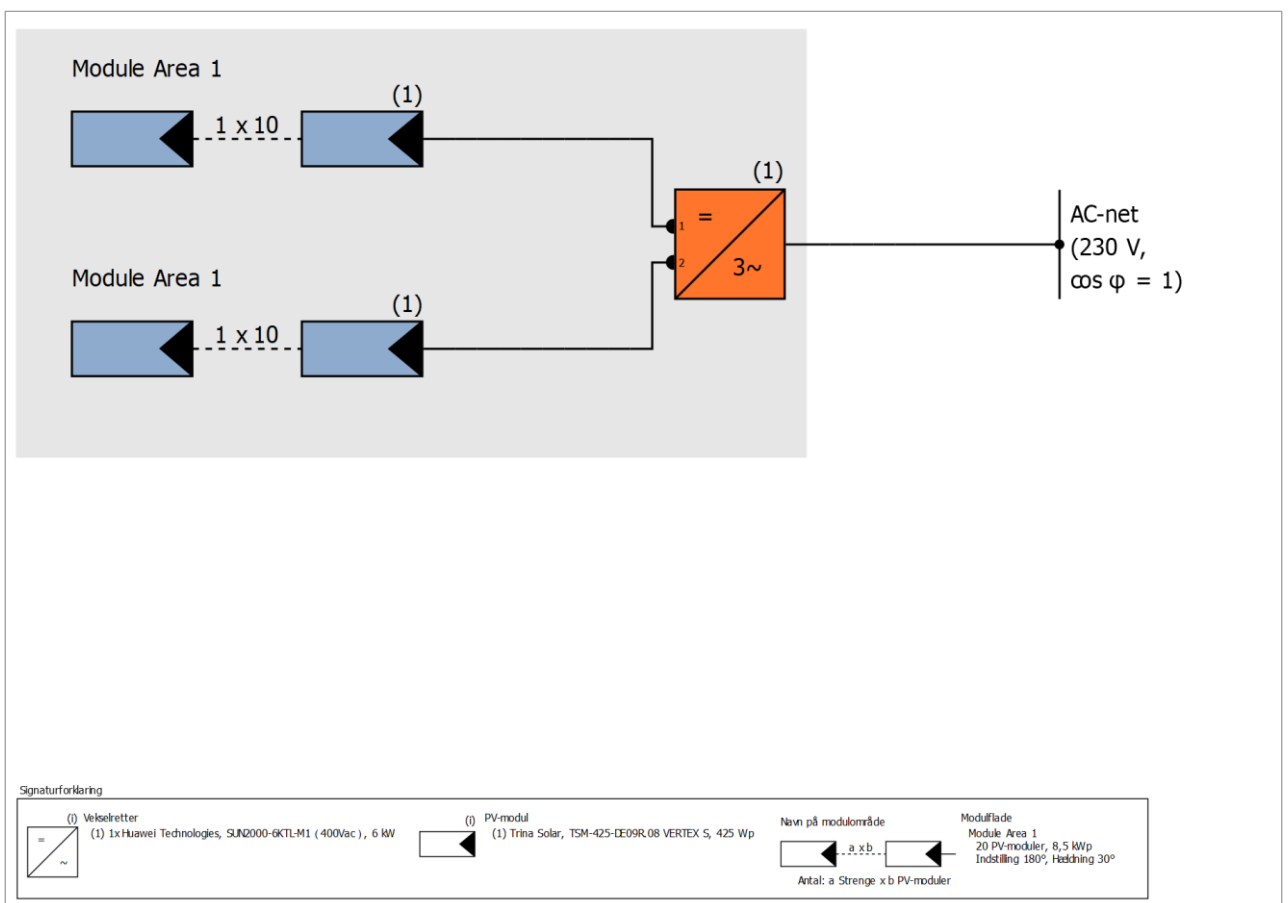 Module Area 1
(1)
1 x 10
(1)
=
1
2
3~
AC-net
(230 V,
cos φ = 1)
Module Area 1
(1)
1 x 10
Signaturforklaring
(i) Vekselretter
(1) 1x Huawei Technologies, SUN2000-6KTL-M1 (400Vac), 6 kW
=
~
(i) PV-modul
(1) Trina Solar, TSM-425-DE09R.08 VERTEX S, 425 Wp
Navn på modulområde
a x b
Antal: a Strenge x b PV-moduler
Modulflade
Module Area 1
20 PV-moduler, 8,5 kWp
Indstilling 180°, Hældning 30°